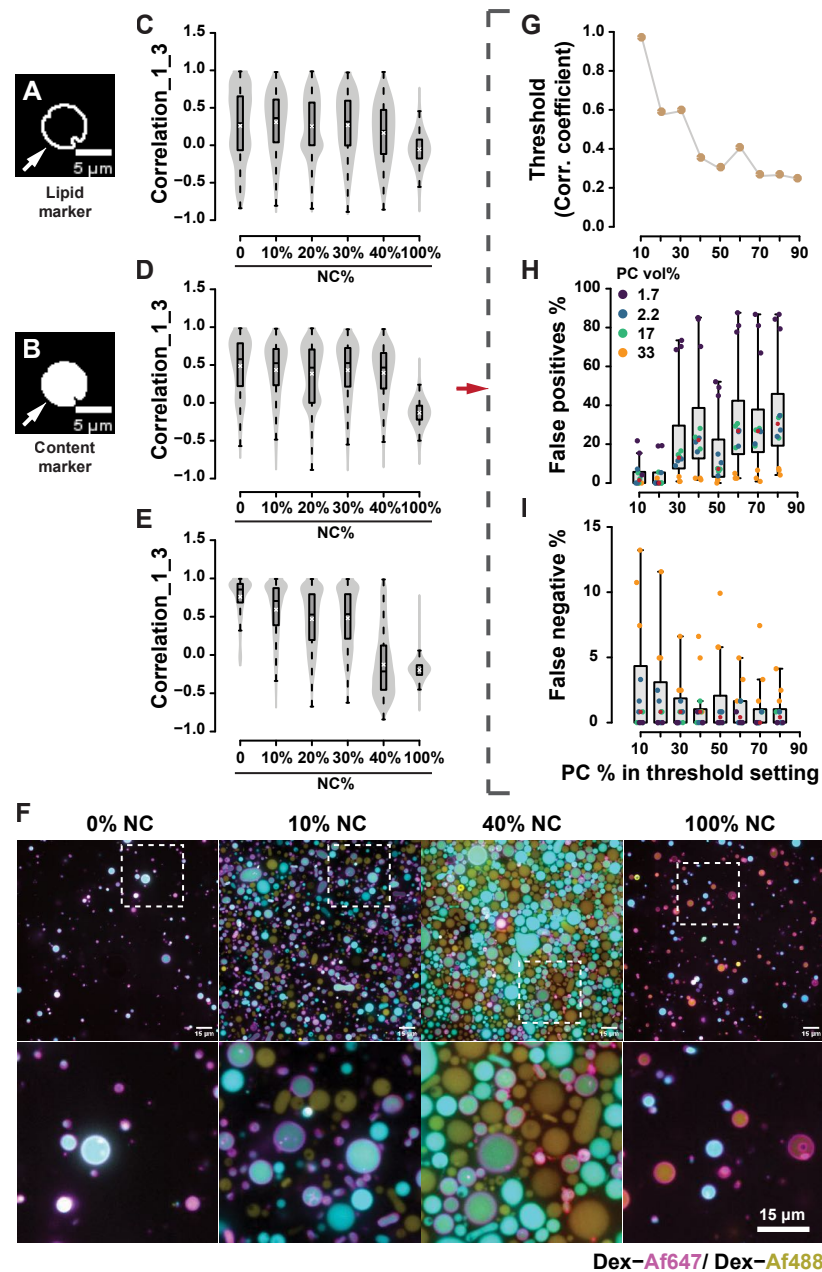 A
5 µm
Lipid
marker
B
5 µm
Content
marker
C
Correlation_1_3
1.5
1.0
0.5
0.0
−0.5
−1.0
0 10% 20% 30% 40% 100%
NC%
D
Correlation_1_3
1.5
1.0
0.5
0.0
−0.5
−1.0
0 10% 20% 30% 40% 100%
NC%
E
Correlation_1_3
1.5
1.0
0.5
0.0
−0.5
−1.0
0 10% 20% 30% 40% 100%
NC%
G
Threshold
(Corr. coefficient)
1.0
0.8
0.6
0.4
0.2
0.0
10 30 50 70 90
H
PC vol%
1.7
2.2
17
33
False positives %
100
80
60
40
20
0
10 30 50 70 90
I
False negative %
15
10
5
0
10 30 50 70 90
PC % in threshold setting
F
0% NC 10% NC 40% NC 100% NC
15 µm 15 µm 15 µm 15 µm
15 µm
Dex−Af647/ Dex−Af488